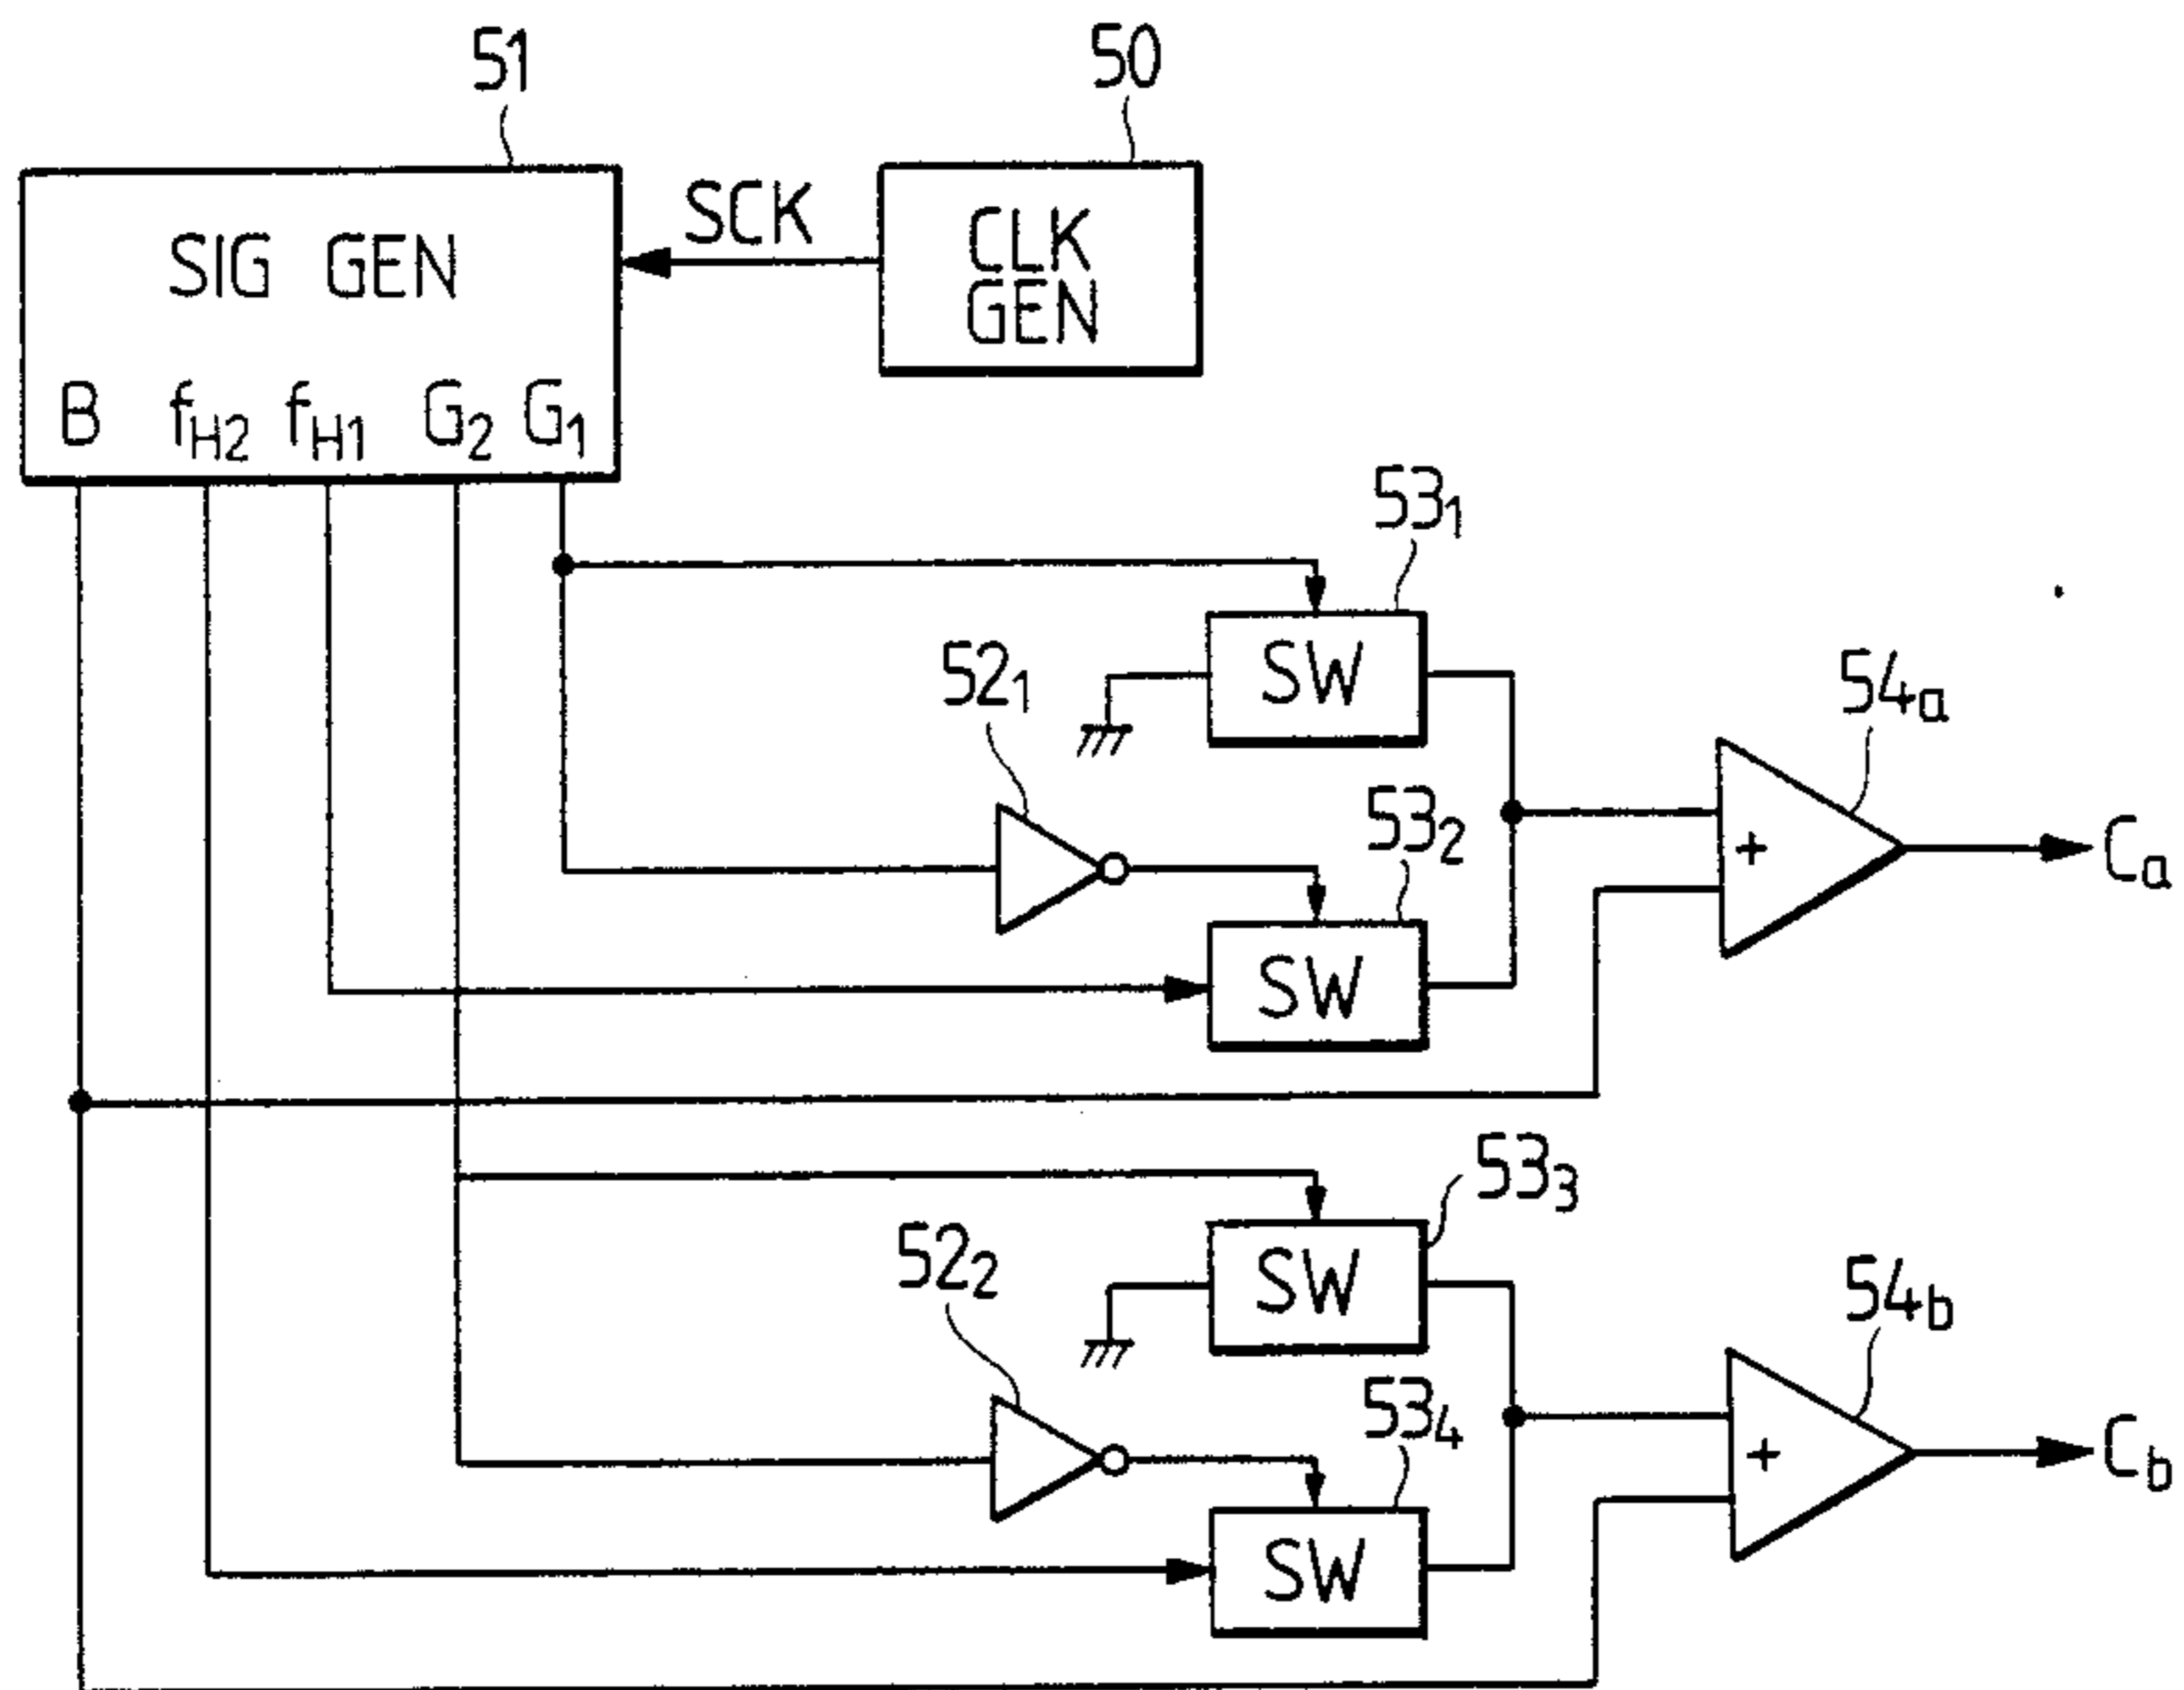 51
50
SIG GEN
SCK
CLK
GEN
B fH2 fH1 G2 G1
531
SW
521
54a
532
+
Ca
SW
533
SW
522
54b
534
+
Cb
SW